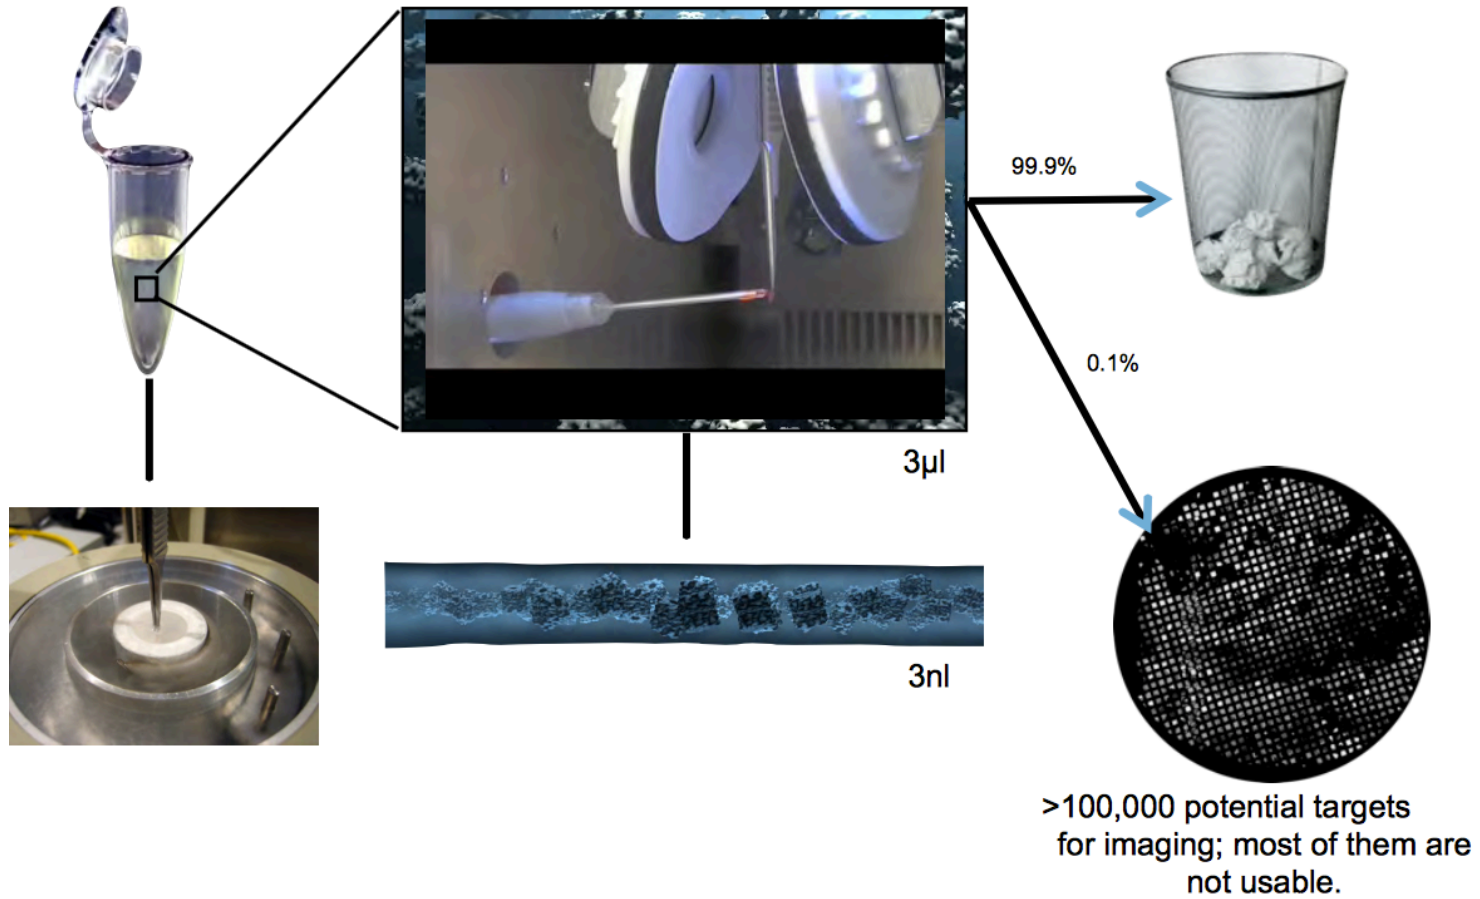 99.9%
0.1%
3µl
3nl
>100,000 potential targets
for imaging; most of them are
not usable.